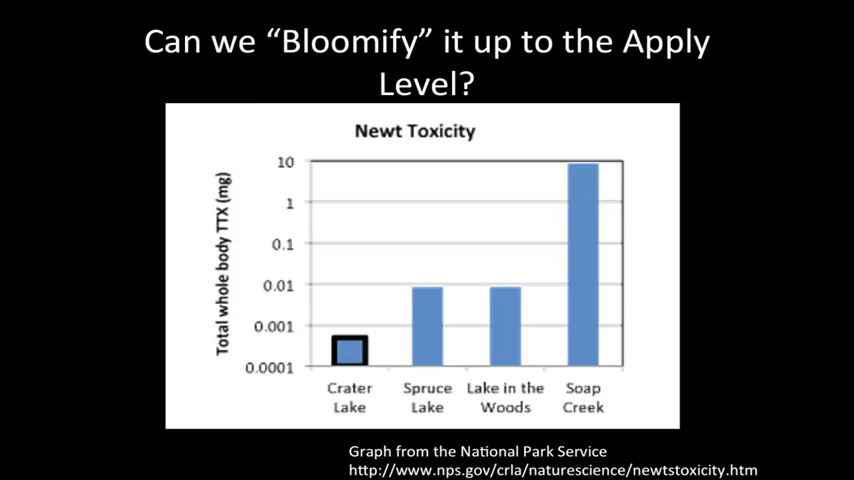 Can we “Bloomify” it up to the Apply
Level?
Newt Toxicity
Total whole body TTX (mg)
10
1
0.1
0.01
0.001
0.0001
Crater
Lake
Spruce
Lake
Lake in the
Woods
Soap
Creek
Graph from the National Park Service
http://www.nps.gov/crla/naturescience/newtstoxicity.htm